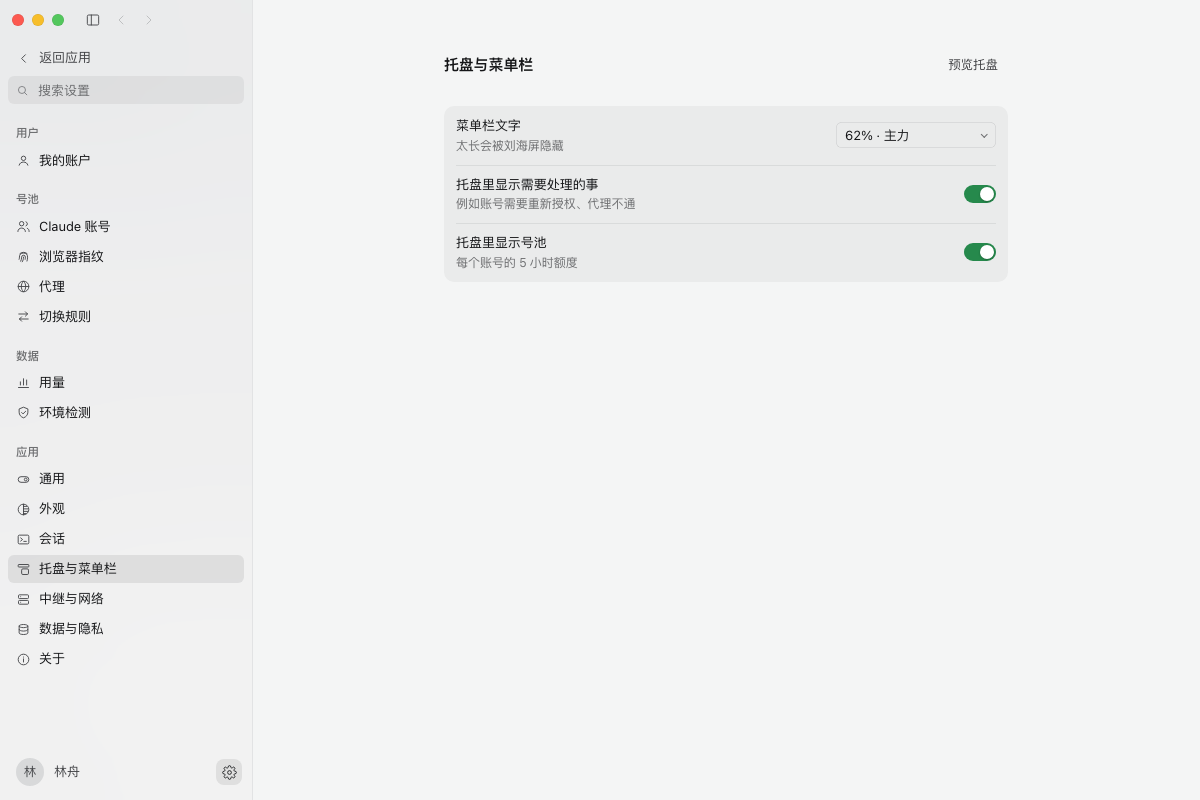 返回应用
搜索设置
用户
我的账户
号池
Claude 账号
浏览器指纹
代理
切换规则
数据
用量
环境检测
应用
通用
外观
会话
托盘与菜单栏
中继与网络
数据与隐私
关于
林 林舟
托盘与菜单栏 预览托盘
菜单栏文字
太长会被刘海屏隐藏
62% · 主力
托盘里显示需要处理的事
例如账号需要重新授权、代理不通
托盘里显示号池
每个账号的 5 小时额度